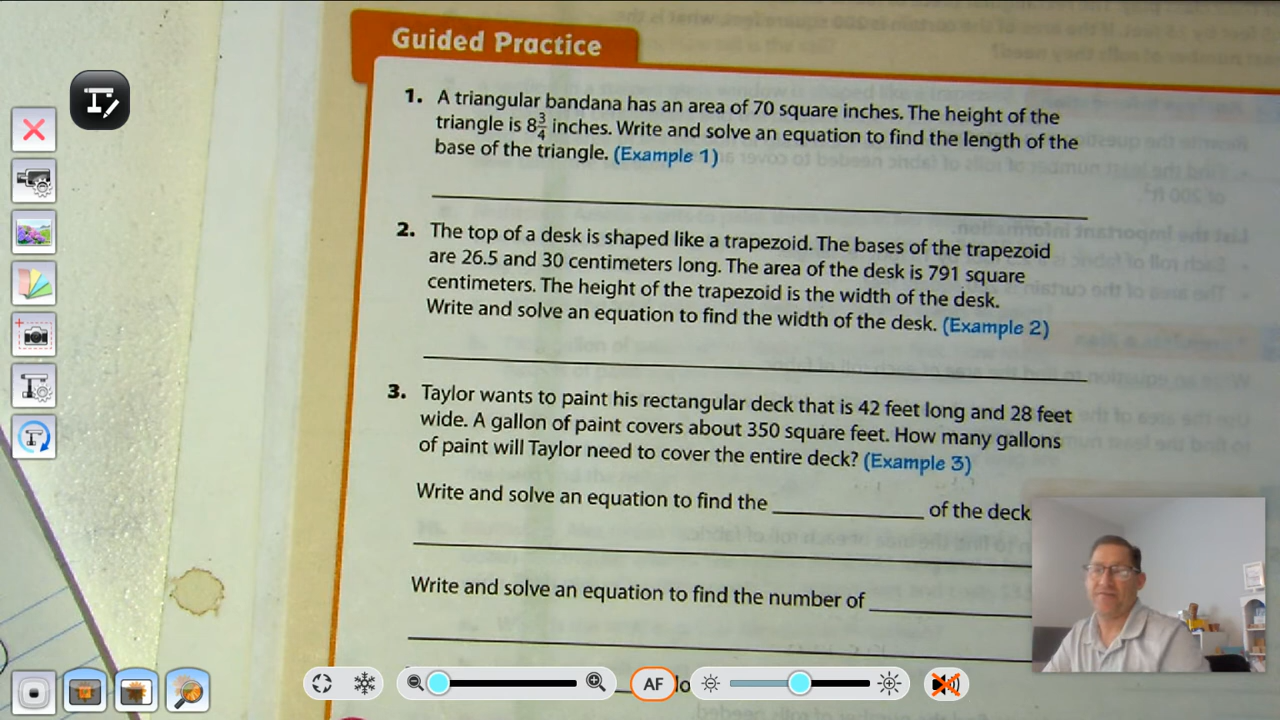 Guided Practice
1. A triangular bandana has an area of 70 square inches. The height of the
triangle is 8 3/4 inches. Write and solve an equation to find the length of the
base of the triangle. (Example 1)
2. The top of a desk is shaped like a trapezoid. The bases of the trapezoid
are 26.5 and 30 centimeters long. The area of the desk is 791 square
centimeters. The height of the trapezoid is the width of the desk.
Write and solve an equation to find the width of the desk. (Example 2)
3. Taylor wants to paint his rectangular deck that is 42 feet long and 28 feet
wide. A gallon of paint covers about 350 square feet. How many gallons
of paint will Taylor need to cover the entire deck? (Example 3)
Write and solve an equation to find the ____________ of the deck
Write and solve an equation to find the number of ____________
AF